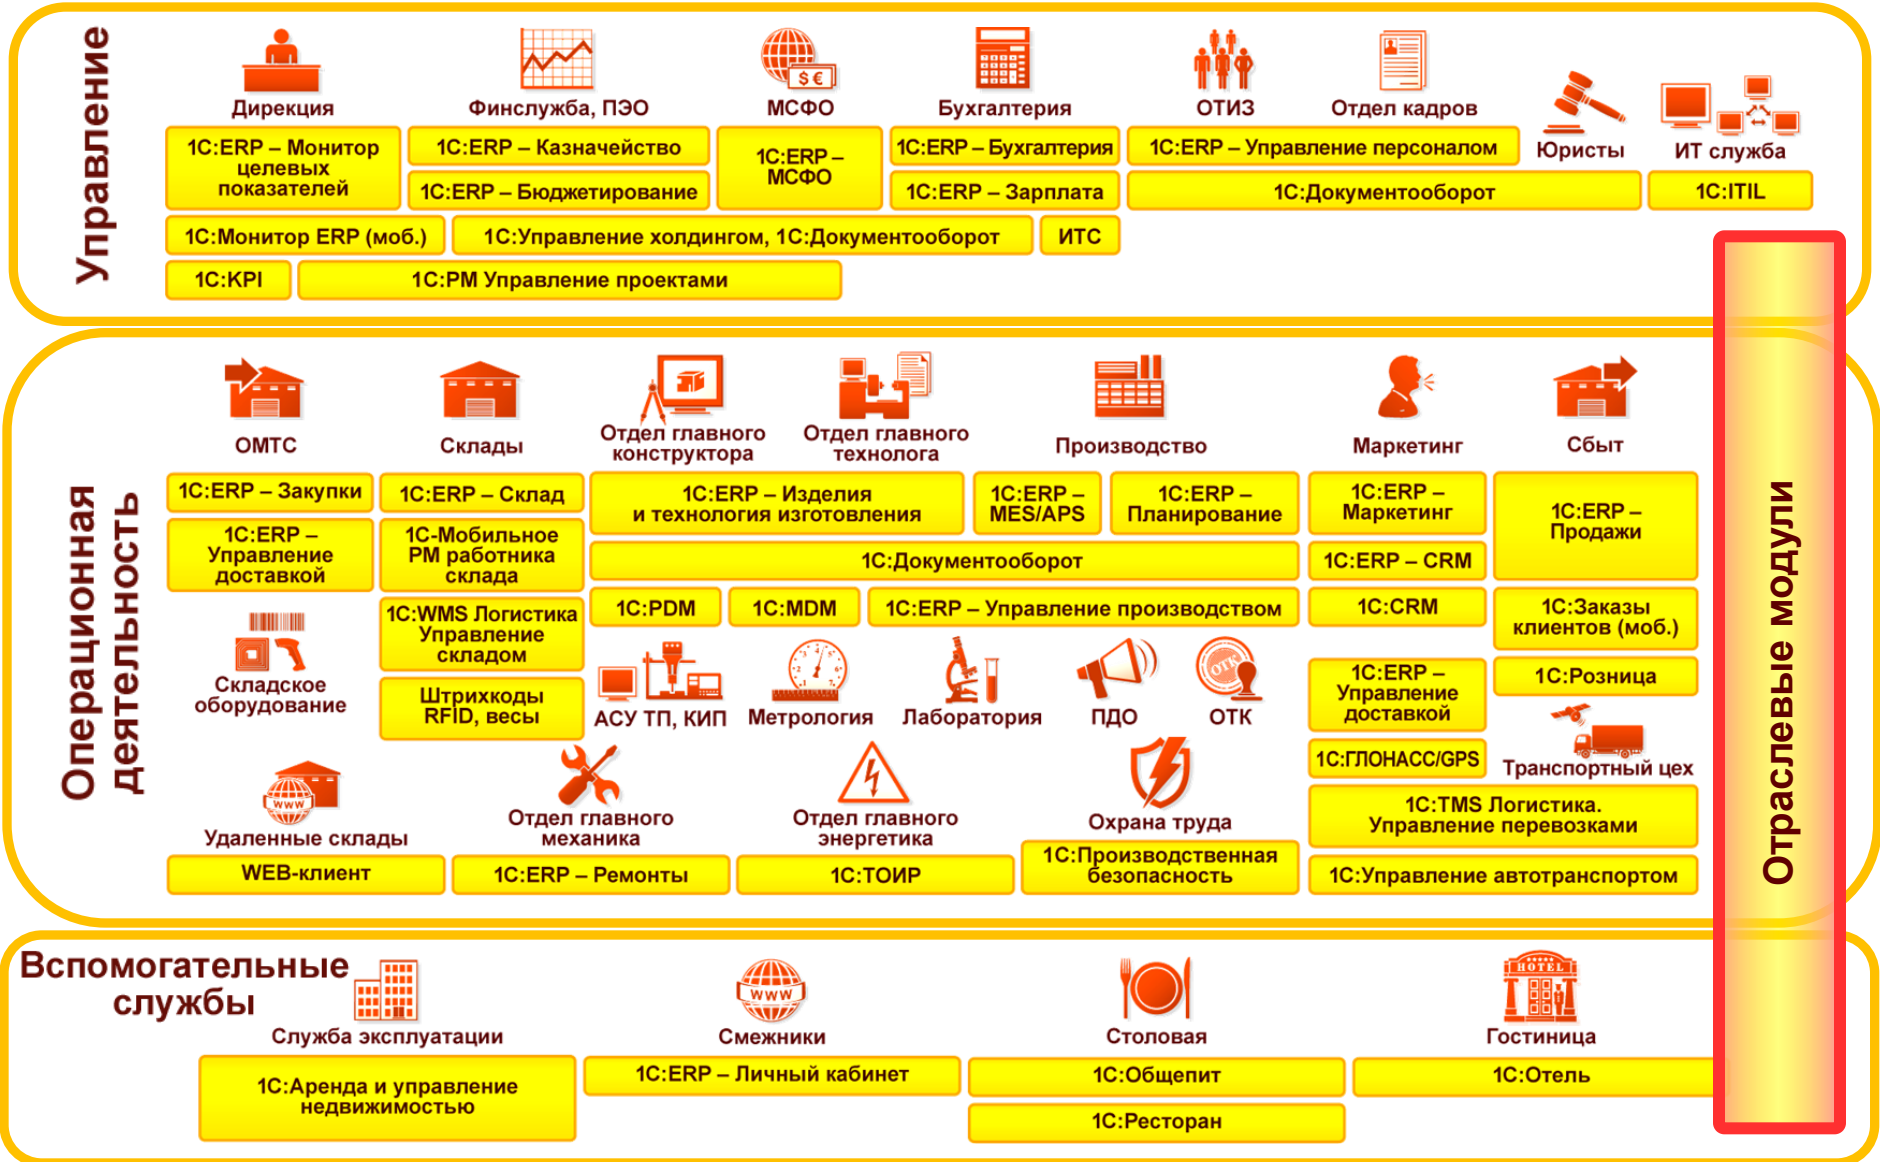 Управление
Дирекция
Финслужба, ПЭО
МСФО
$ €
Бухгалтерия
ОТИЗ
Отдел кадров
Юристы
ИТ служба
1С:ERP – Монитор
целевых
показателей
1С:ERP – Казначейство
1С:ERP – Бюджетирование
1С:ERP –
МСФО
1С:ERP – Бухгалтерия
1С:ERP – Зарплата
1С:ERP – Управление персоналом
1С:Документооборот
1С:ITIL
1С:Монитор ERP (моб.)
1С:Управление холдингом, 1С:Документооборот
ИТС
1С:KPI
1С:PM Управление проектами
Операционная
деятельность
ОМТС
Склады
Отдел главного
конструктора
Отдел главного
технолога
Производство
Маркетинг
Сбыт
1С:ERP – Закупки
1С:ERP –
Управление
доставкой
1С:ERP – Склад
1С-Мобильное
РМ работника
склада
1С:WMS Логистика
Управление
складом
Штрихкоды
RFID, весы
1С:ERP – Изделия
и технология изготовления
1С:ERP –
MES/APS
1С:ERP –
Планирование
1С:Документооборот
1С:PDM
1С:MDM
1С:ERP – Управление производством
1С:ERP –
Маркетинг
1С:ERP – CRM
1С:CRM
1С:ERP –
Продажи
1С:Заказы
клиентов (моб.)
1С:Розница
1С:ERP –
Управление
доставкой
1С:ГЛОНАСС/GPS
Транспортный цех
1С:TMS Логистика.
Управление перевозками
1С:Управление автотранспортом
Складское
оборудование
АСУ ТП, КИП
Метрология
Лаборатория
ПДО
ОТК
ОТК
www
Удаленные склады
WEB-клиент
Отдел главного
механика
1С:ERP – Ремонты
Отдел главного
энергетика
1С:ТОИР
Охрана труда
1С:Производственная
безопасность
Отраслевые модули
Вспомогательные
службы
Служба эксплуатации
1С:Аренда и управление
недвижимостью
www
Смежники
1С:ERP – Личный кабинет
Столовая
1С:Общепит
1С:Ресторан
HOTEL
Гостиница
1С:Отель